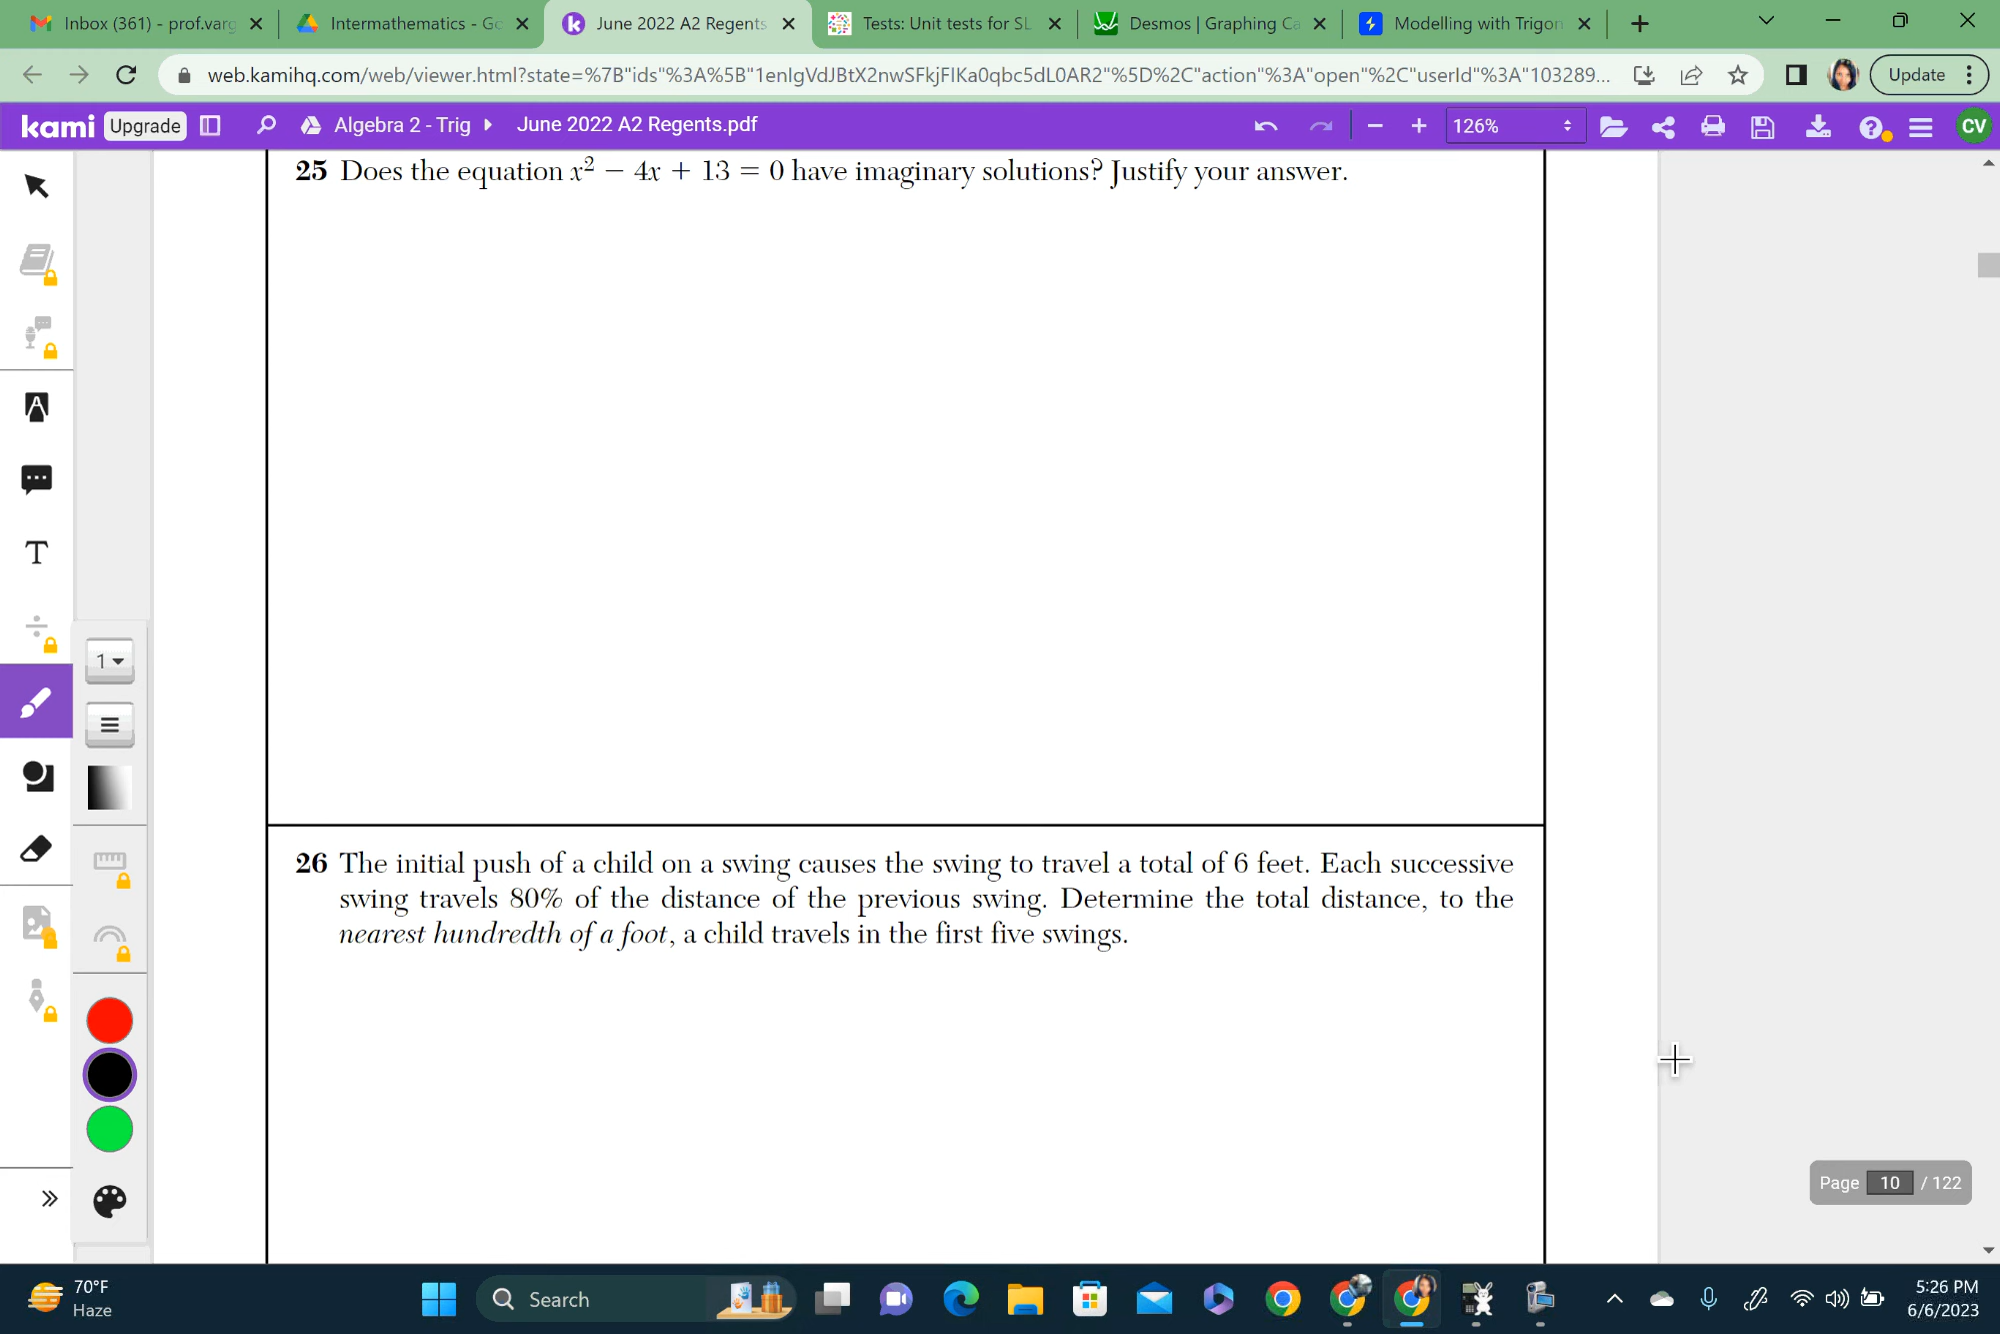 Inbox (361) - prof.varg
Intermathematics - Go
June 2022 A2 Regents
Tests: Unit tests for SL
Desmos | Graphing Ca
Modelling with Trigon
web.kamihq.com/web/viewer.html?state=%7B"ids"%3A%5B"1enIgVdJBtX2nwSFkjFIKa0qbc5dL0AR2"%5D%2C"action"%3A"open"%2C"userId"%3A"103289...
Update
kami Upgrade
Algebra 2 - Trig
June 2022 A2 Regents.pdf
126%
CV
25 Does the equation x² − 4x + 13 = 0 have imaginary solutions? Justify your answer.
T
1
26 The initial push of a child on a swing causes the swing to travel a total of 6 feet. Each successive
swing travels 80% of the distance of the previous swing. Determine the total distance, to the
nearest hundredth of a foot, a child travels in the first five swings.
Page 10 / 122
70°F
Haze
Search
5:26 PM
6/6/2023